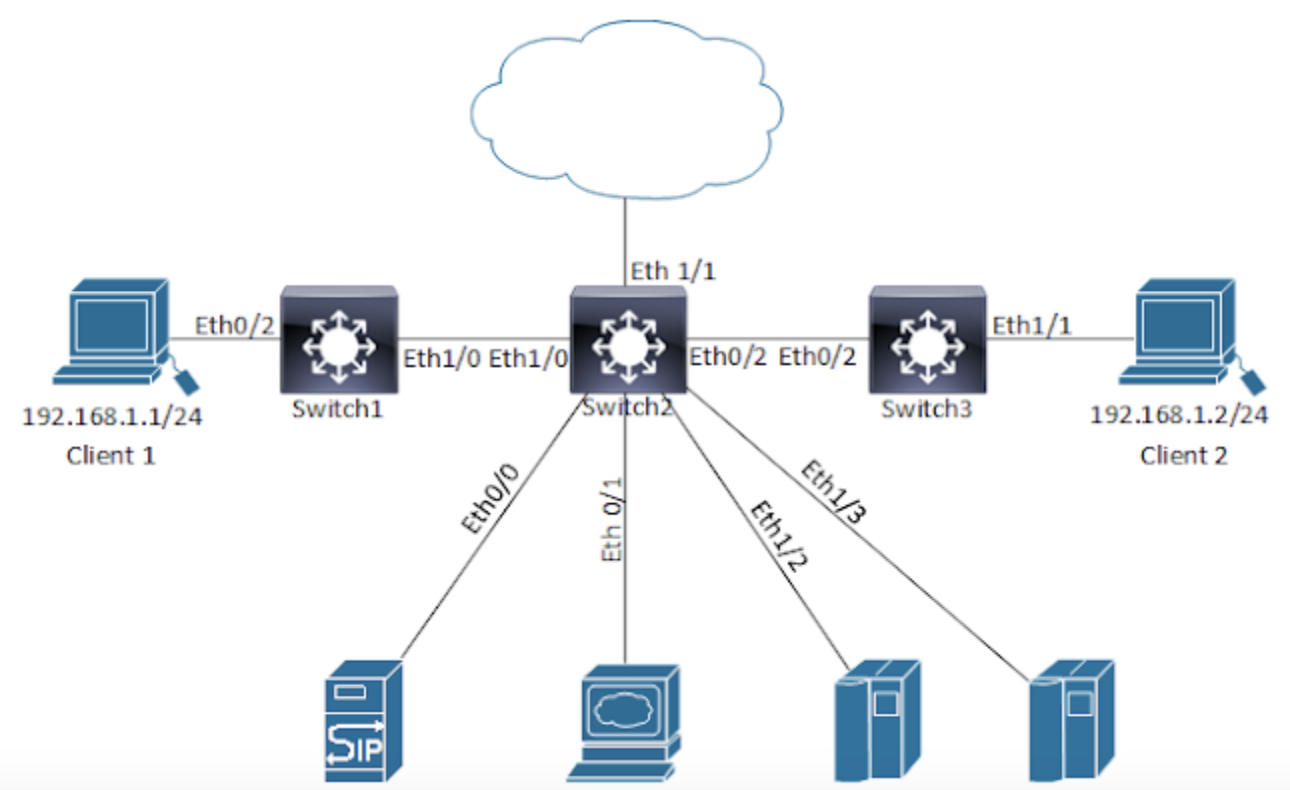 Eth 1/1
Eth0/2
Eth1/0 Eth1/0
Eth0/2 Eth0/2
Eth1/1
Switch1
Switch2
Switch3
192.168.1.1/24
Client 1
192.168.1.2/24
Client 2
Eth0/0
Eth 0/1
Eth1/2
Eth1/3
SIP